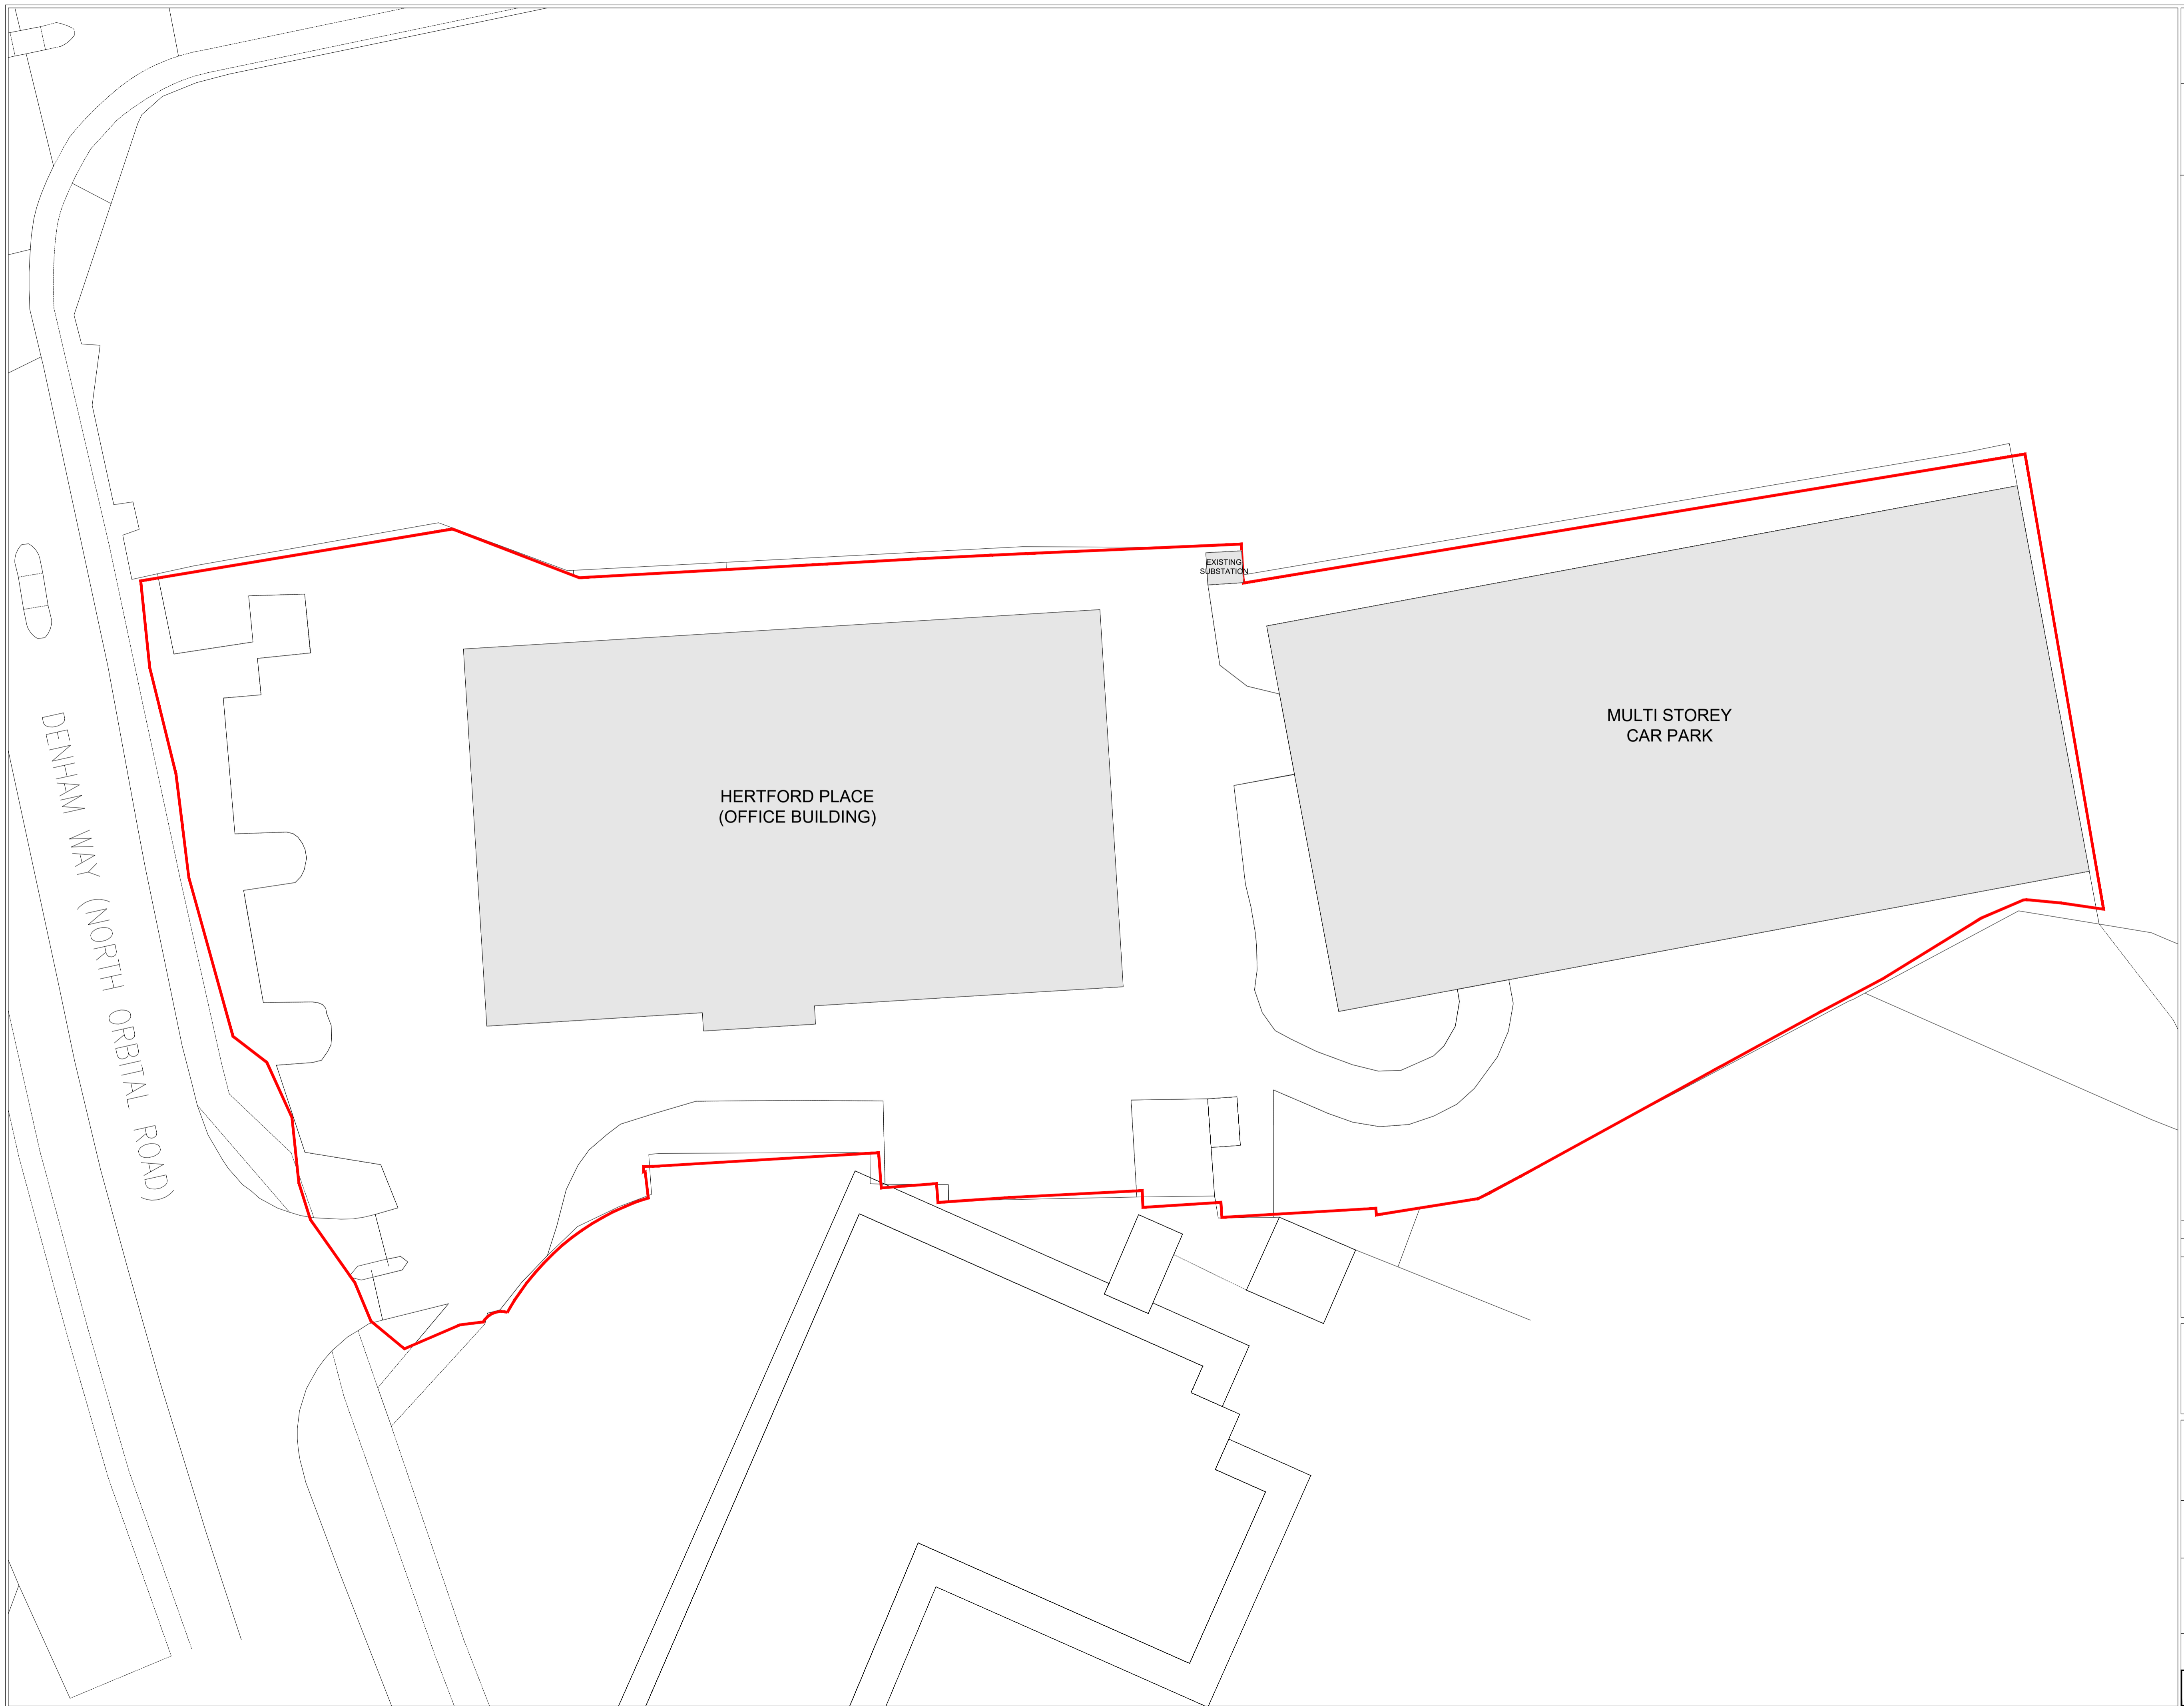 EXISTING
SUBSTATION
MULTI STOREY
CAR PARK
HERTFORD PLACE
(OFFICE BUILDING)
DENHAM WAY (NORTH ORBITAL ROAD)